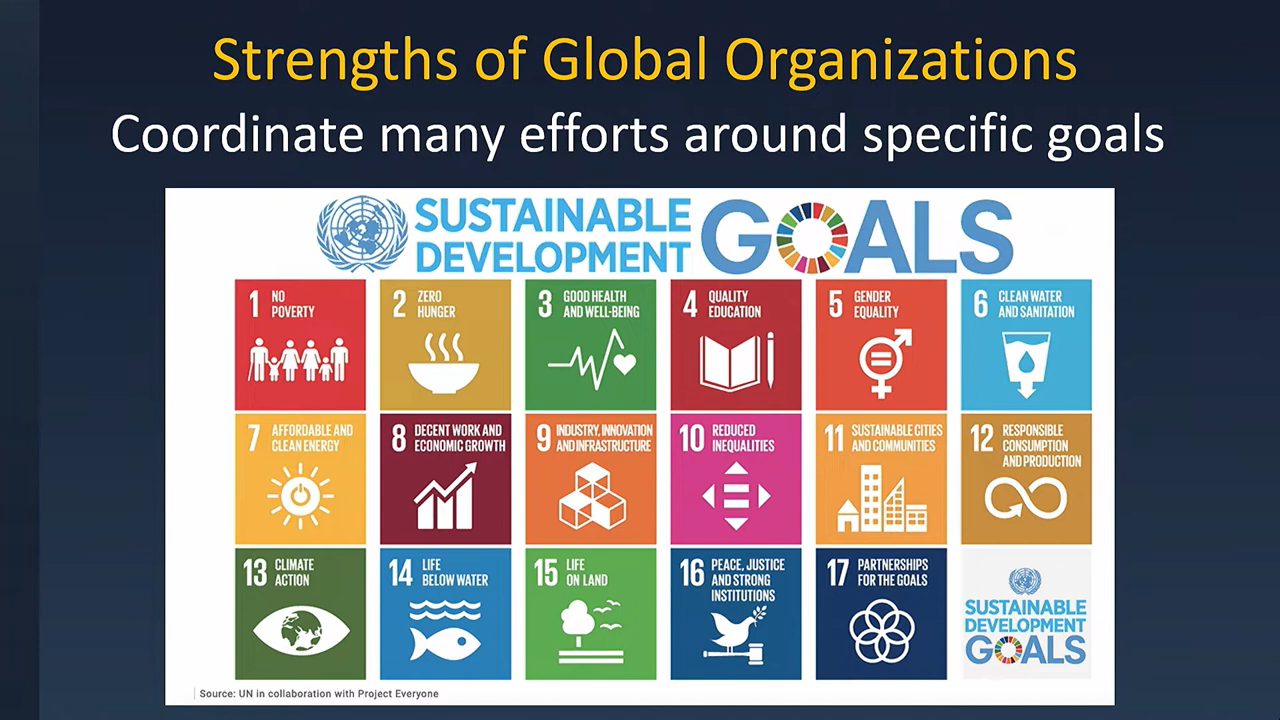 Strengths of Global Organizations
Coordinate many efforts around specific goals
SUSTAINABLE
DEVELOPMENT
GOALS
1 NO
POVERTY
2 ZERO
HUNGER
3 GOOD HEALTH
AND WELL-BEING
4 QUALITY
EDUCATION
5 GENDER
EQUALITY
6 CLEAN WATER
AND SANITATION
7 AFFORDABLE AND
CLEAN ENERGY
8 DECENT WORK AND
ECONOMIC GROWTH
9 INDUSTRY, INNOVATION
AND INFRASTRUCTURE
10 REDUCED
INEQUALITIES
11 SUSTAINABLE CITIES
AND COMMUNITIES
12 RESPONSIBLE
CONSUMPTION
AND PRODUCTION
13 CLIMATE
ACTION
14 LIFE
BELOW WATER
15 LIFE
ON LAND
16 PEACE, JUSTICE
AND STRONG
INSTITUTIONS
17 PARTNERSHIPS
FOR THE GOALS
SUSTAINABLE
DEVELOPMENT
GOALS
Source: UN in collaboration with Project Everyone